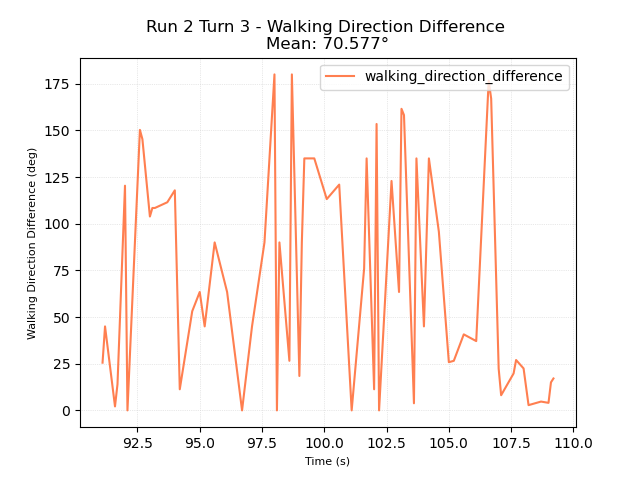 Run 2 Turn 3 - Walking Direction Difference
Mean: 70.577°
walking_direction_difference
Walking Direction Difference (deg)
175
150
125
100
75
50
25
0
92.5 95.0 97.5 100.0 102.5 105.0 107.5 110.0
Time (s)